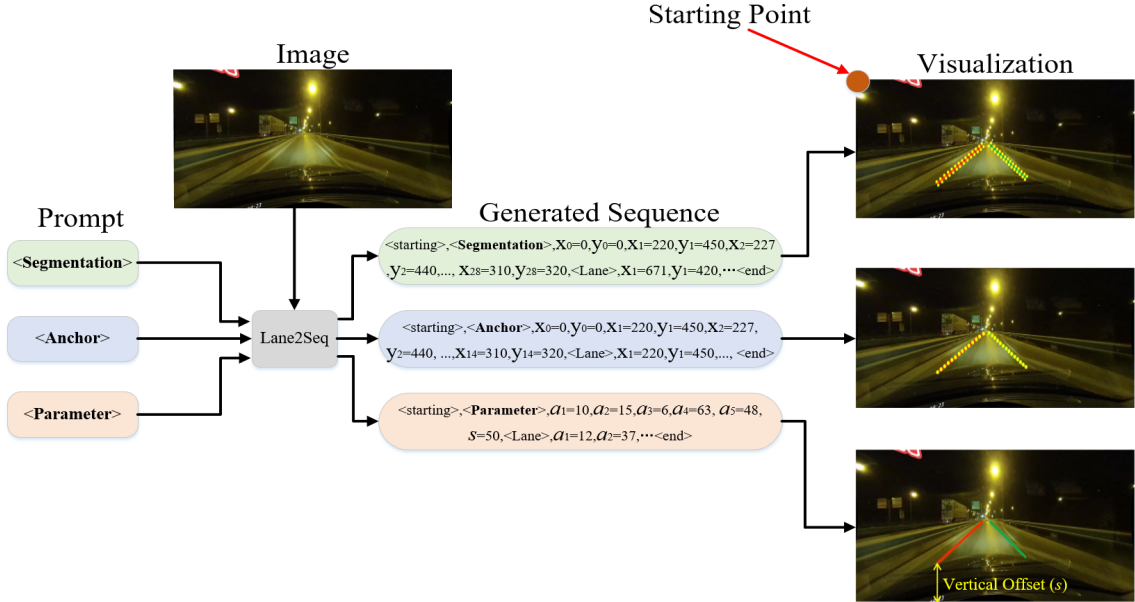 Starting Point
Image
Visualization
Prompt
Generated Sequence
<Segmentation>
<Anchor>
<Parameter>
Lane2Seq
<starting>,<Segmentation>,x₀=0,y₀=0,x₁=220,y₁=450,x₂=227
,y₂=440,..., x₂₈=310,y₂₈=320,<Lane>,x₁=671,y₁=420,⋯<end>
<starting>,<Anchor>,x₀=0,y₀=0,x₁=220,y₁=450,x₂=227,
y₂=440, ...,x₁₄=310,y₁₄=320,<Lane>,x₁=220,y₁=450,..., <end>
<starting>,<Parameter>,a₁=10,a₂=15,a₃=6,a₄=63, a₅=48,
s=50,<Lane>,a₁=12,a₂=37,⋯<end>
Vertical Offset (s)